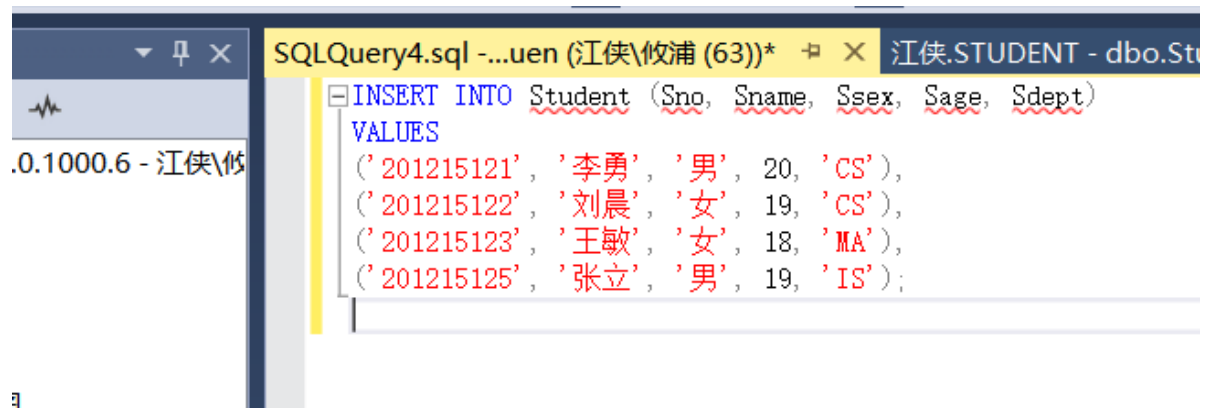 SQLQuery4.sql -...uen (江侠\攸浦 (63))*
江侠.STUDENT - dbo.Stu
INSERT INTO Student (Sno, Sname, Ssex, Sage, Sdept)
VALUES
.0.1000.6 - 江侠\攸
('201215121', '李勇', '男', 20, 'CS'),
('201215122', '刘晨', '女', 19, 'CS'),
('201215123', '王敏', '女', 18, 'MA'),
('201215125', '张立', '男', 19, 'IS');